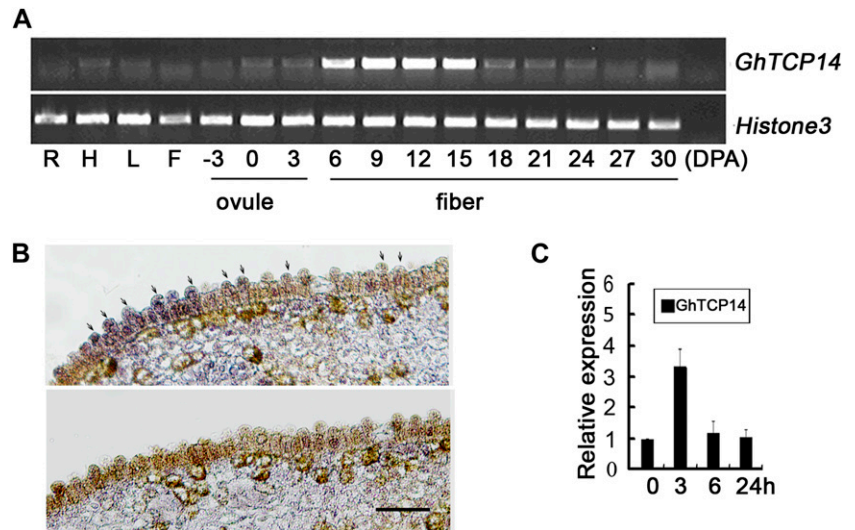 A
GhTCP14
Histone3
R H L F -3 0 3 6 9 12 15 18 21 24 27 30 (DPA)
ovule fiber
B
C
Relative expression
6
5
4
3
2
1
0
GhTCP14
0 3 6 24h